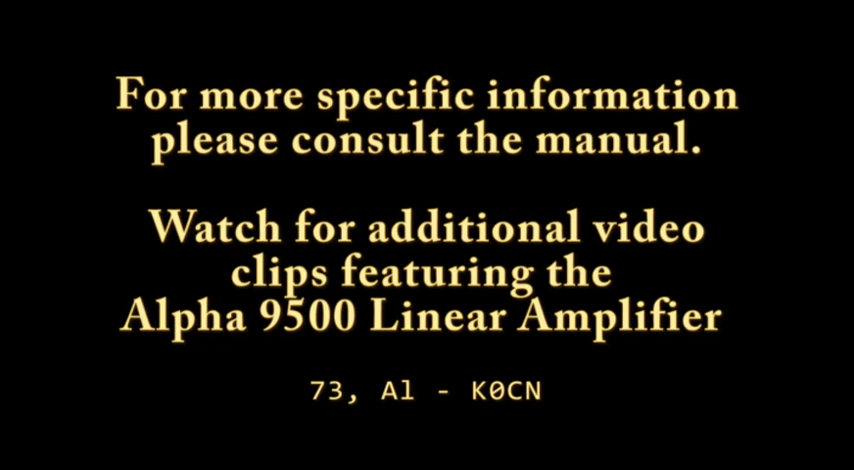 For more specific information
please consult the manual.
Watch for additional video
clips featuring the
Alpha 9500 Linear Amplifier
73, Al - K0CN